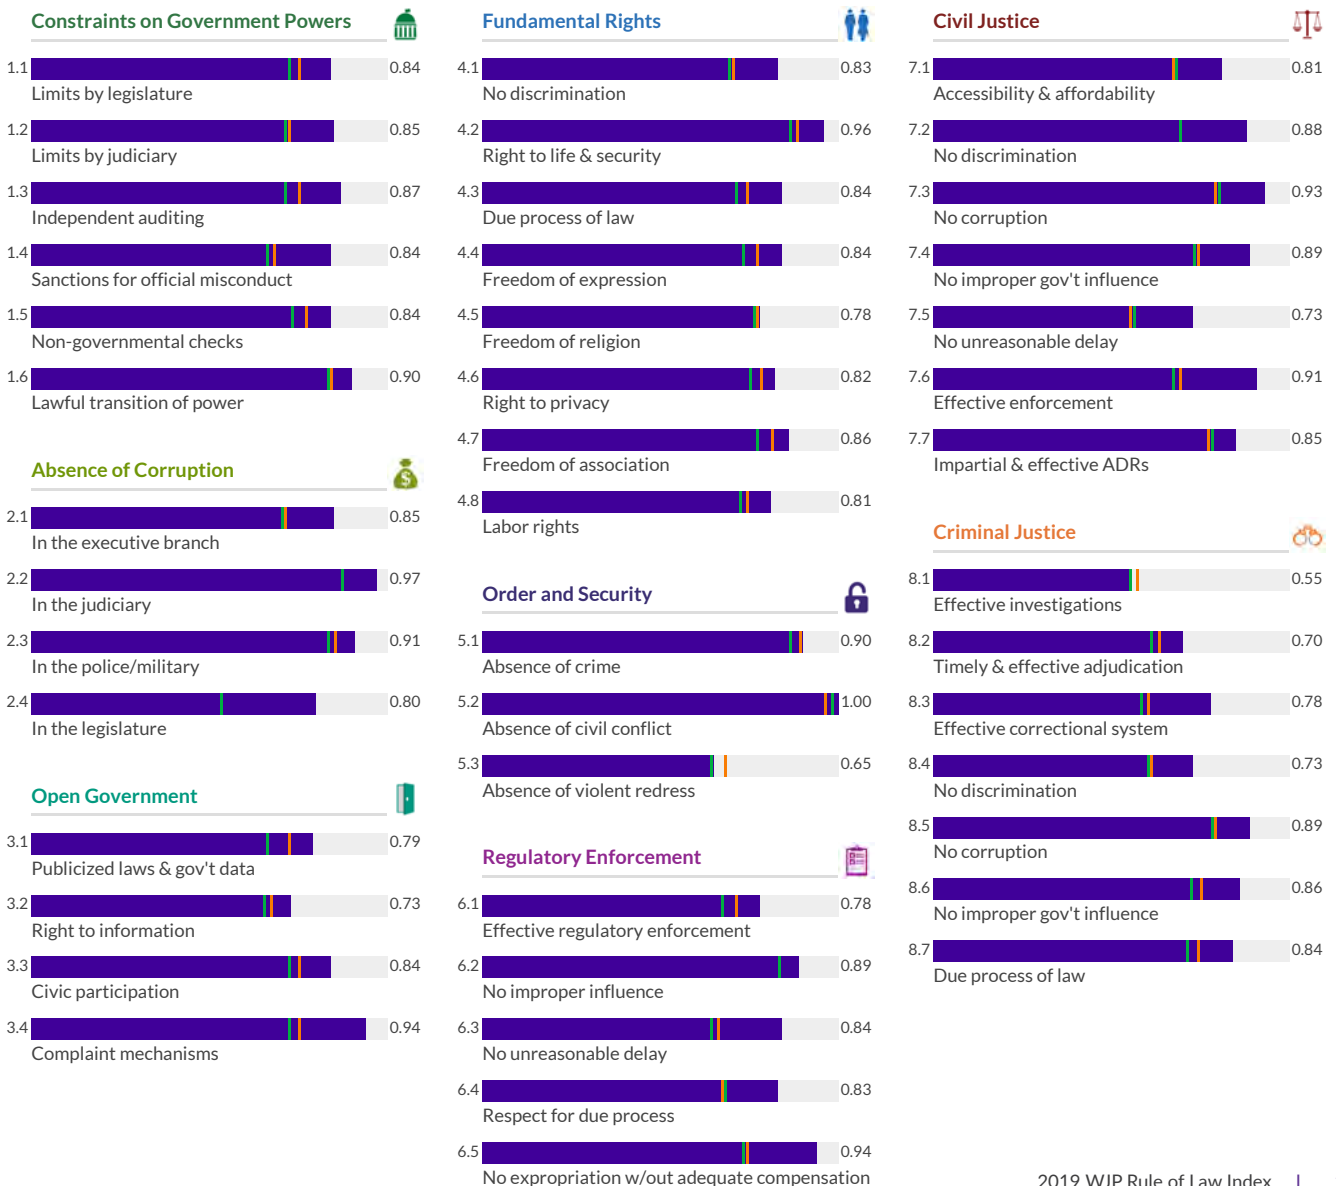 Constraints on Government Powers
1.1 0.84
Limits by legislature
1.2 0.85
Limits by judiciary
1.3 0.87
Independent auditing
1.4 0.84
Sanctions for official misconduct
1.5 0.84
Non-governmental checks
1.6 0.90
Lawful transition of power
Absence of Corruption
2.1 0.85
In the executive branch
2.2 0.97
In the judiciary
2.3 0.91
In the police/military
2.4 0.80
In the legislature
Open Government
3.1 0.79
Publicized laws & gov't data
3.2 0.73
Right to information
3.3 0.84
Civic participation
3.4 0.94
Complaint mechanisms
Fundamental Rights
4.1 0.83
No discrimination
4.2 0.96
Right to life & security
4.3 0.84
Due process of law
4.4 0.84
Freedom of expression
4.5 0.78
Freedom of religion
4.6 0.82
Right to privacy
4.7 0.86
Freedom of association
4.8 0.81
Labor rights
Order and Security
5.1 0.90
Absence of crime
5.2 1.00
Absence of civil conflict
5.3 0.65
Absence of violent redress
Regulatory Enforcement
6.1 0.78
Effective regulatory enforcement
6.2 0.89
No improper influence
6.3 0.84
No unreasonable delay
6.4 0.83
Respect for due process
6.5 0.94
No expropriation w/out adequate compensation
Civil Justice
7.1 0.81
Accessibility & affordability
7.2 0.88
No discrimination
7.3 0.93
No corruption
7.4 0.89
No improper gov't influence
7.5 0.73
No unreasonable delay
7.6 0.91
Effective enforcement
7.7 0.85
Impartial & effective ADRs
Criminal Justice
8.1 0.55
Effective investigations
8.2 0.70
Timely & effective adjudication
8.3 0.78
Effective correctional system
8.4 0.73
No discrimination
8.5 0.89
No corruption
8.6 0.86
No improper gov't influence
8.7 0.84
Due process of law
2019 WJP Rule of Law Index |